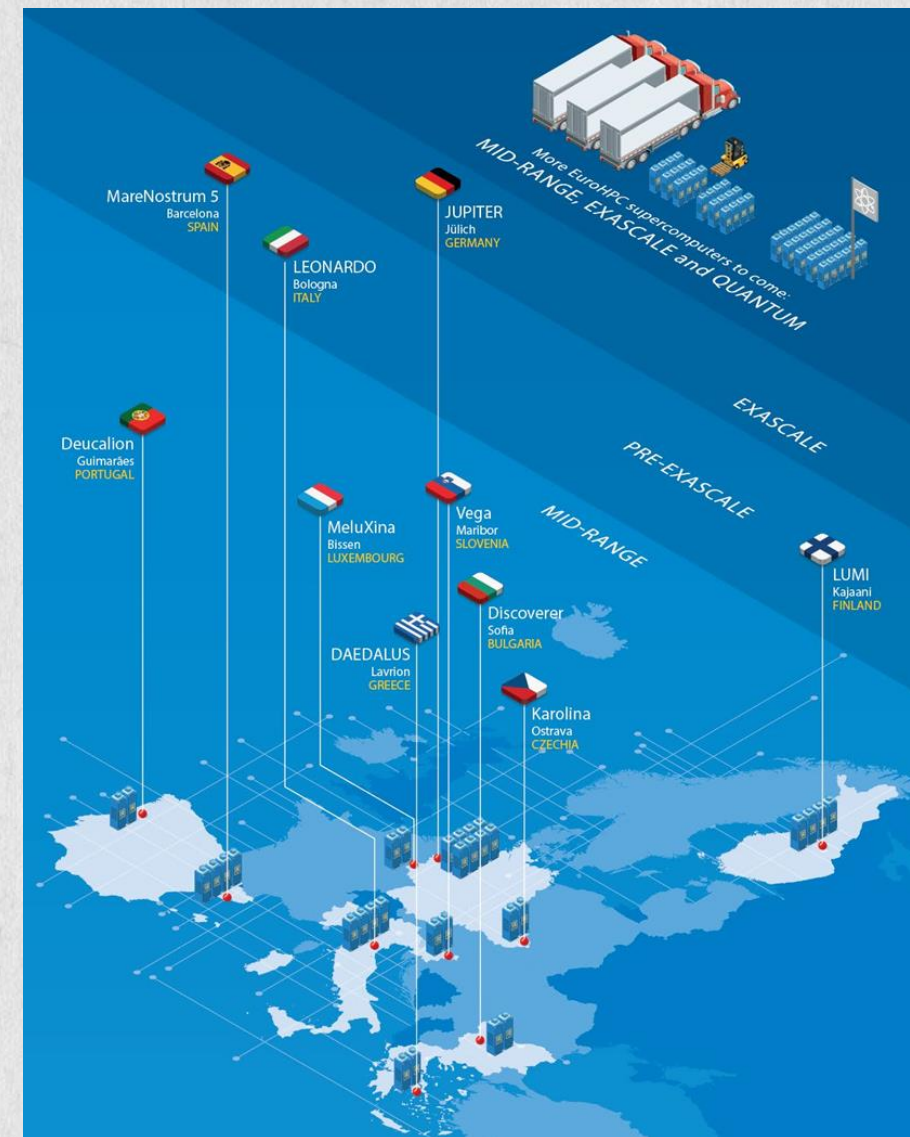 More EuroHPC supercomputers to come:
MID-RANGE, EXASCALE and QUANTUM
MareNostrum 5
Barcelona
SPAIN
JUPITER
Jülich
GERMANY
LEONARDO
Bologna
ITALY
EXASCALE
PRE-EXASCALE
MID-RANGE
Deucalion
Guimarães
PORTUGAL
MeluXina
Bissen
LUXEMBOURG
Vega
Maribor
SLOVENIA
LUMI
Kajaani
FINLAND
Discoverer
Sofia
BULGARIA
DAEDALUS
Lavrion
GREECE
Karolina
Ostrava
CZECHIA